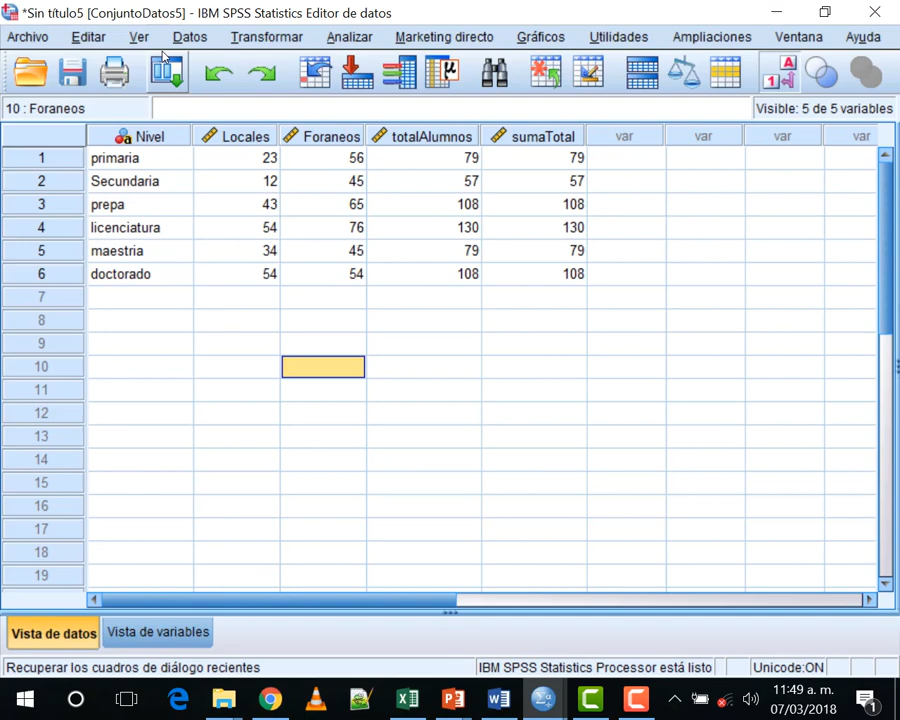 *Sin título5 [ConjuntoDatos5] - IBM SPSS Statistics Editor de datos
Archivo Editar Ver Datos Transformar Analizar Marketing directo Gráficos Utilidades Ampliaciones Ventana Ayuda
10 : Foraneos Visible: 5 de 5 variables
Nivel Locales Foraneos totalAlumnos sumaTotal var var var var
1 primaria 23 56 79 79
2 Secundaria 12 45 57 57
3 prepa 43 65 108 108
4 licenciatura 54 76 130 130
5 maestria 34 45 79 79
6 doctorado 54 54 108 108
7
8
9
10
11
12
13
14
15
16
17
18
19
Vista de datos Vista de variables
Recuperar los cuadros de diálogo recientes IBM SPSS Statistics Processor está listo Unicode:ON
11:49 a. m.
07/03/2018